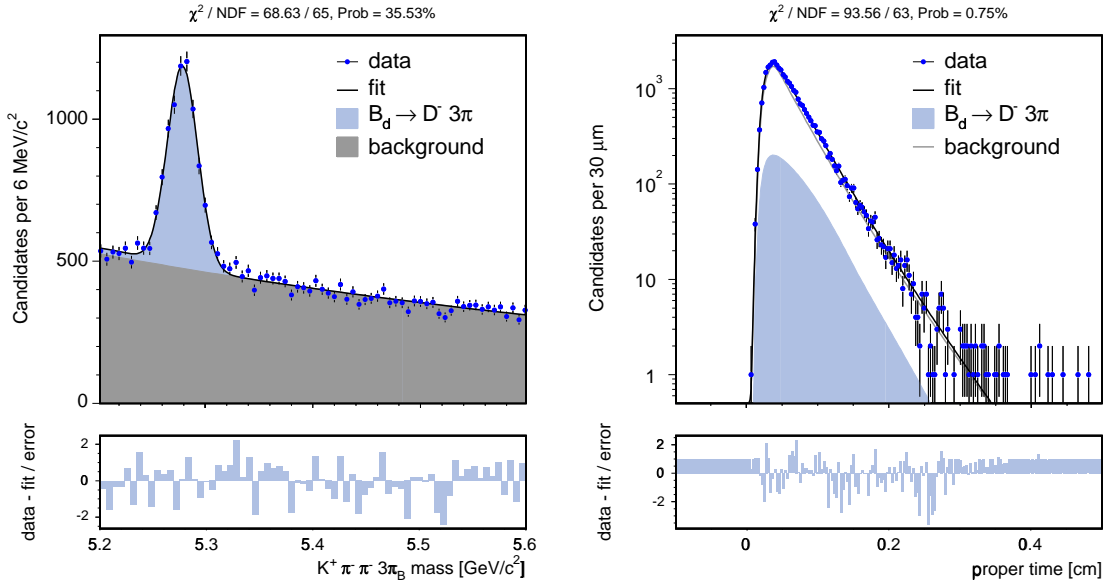 χ² / NDF = 68.63 / 65, Prob = 35.53%
Candidates per 6 MeV/c²
1000
500
0
data
fit
B_d → D⁻ 3π
background
data - fit / error
2
0
-2
5.2 5.3 5.4 5.5 5.6
K⁺ π⁻ π⁻ 3π_B mass [GeV/c²]
χ² / NDF = 93.56 / 63, Prob = 0.75%
Candidates per 30 μm
10³
10²
10
1
data
fit
B_d → D⁻ 3π
background
data - fit / error
2
0
-2
0 0.2 0.4
proper time [cm]